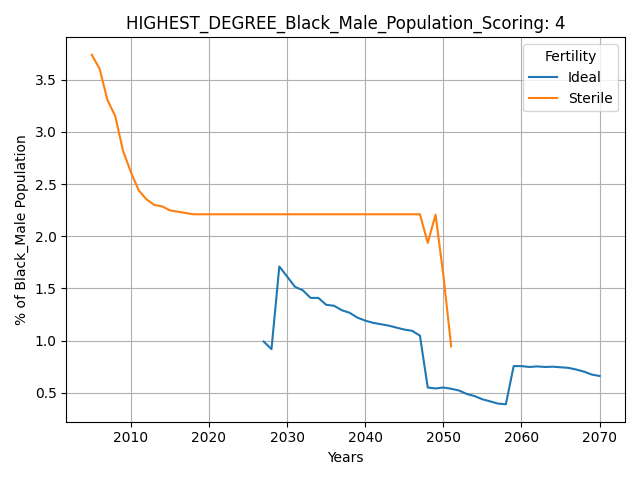 HIGHEST_DEGREE_Black_Male_Population_Scoring: 4
Fertility
Ideal
Sterile
% of Black_Male Population
3.5
3.0
2.5
2.0
1.5
1.0
0.5
2010 2020 2030 2040 2050 2060 2070
Years